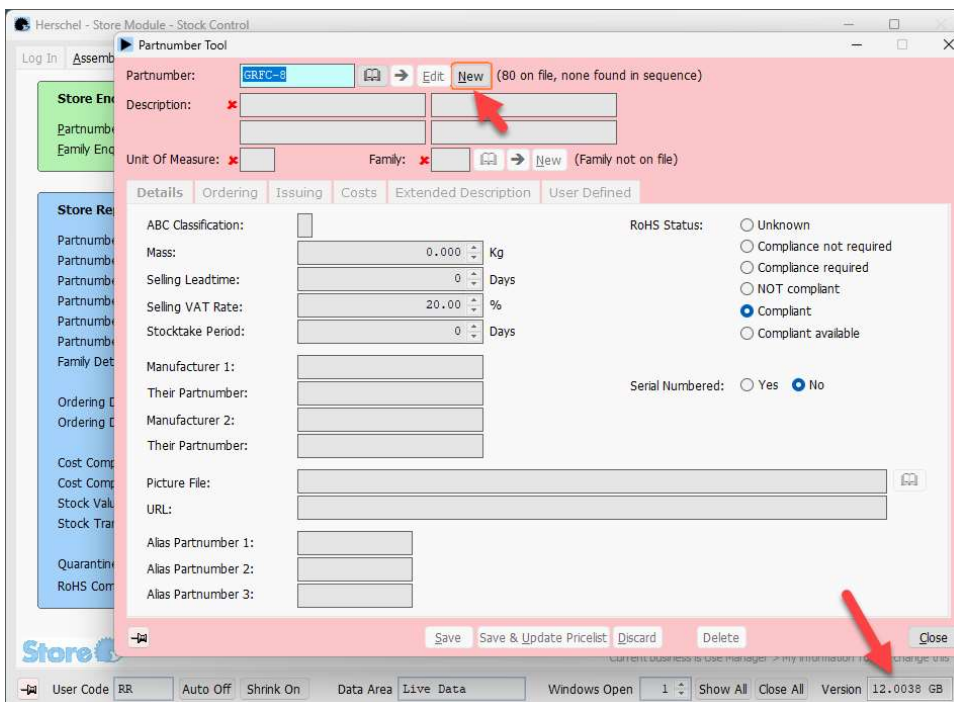 Herschel - Store Module - Stock Control
Partnumber Tool
Log In Assemb
Partnumber: GRFC-8 Edit New (80 on file, none found in sequence)
Store En
Description:
Partnumbe
Family Enq
Unit Of Measure: Family: New (Family not on file)
Details Ordering Issuing Costs Extended Description User Defined
Store Re
ABC Classification: RoHS Status: Unknown
Partnumbe
Mass: 0.000 Kg Compliance not required
Partnumbe
Compliance required
Partnumbe
Selling Leadtime: 0 Days
NOT compliant
Partnumbe
Selling VAT Rate: 20.00 % Compliant
Partnumbe
Stocktake Period: 0 Days Compliant available
Partnumbe
Family Det
Manufacturer 1:
Their Partnumber: Serial Numbered: Yes No
Ordering D
Manufacturer 2:
Ordering D
Their Partnumber:
Cost Comp
Cost Comp
Picture File:
Stock Valu
URL:
Stock Tran
Alias Partnumber 1:
Quarantine
Alias Partnumber 2:
RoHS Com
Alias Partnumber 3:
Save Save & Update Pricelist Discard Delete Close
Store
User Code RR Auto Off Shrink On Data Area Live Data Windows Open 1 Show All Close All Version 12.0038 GB